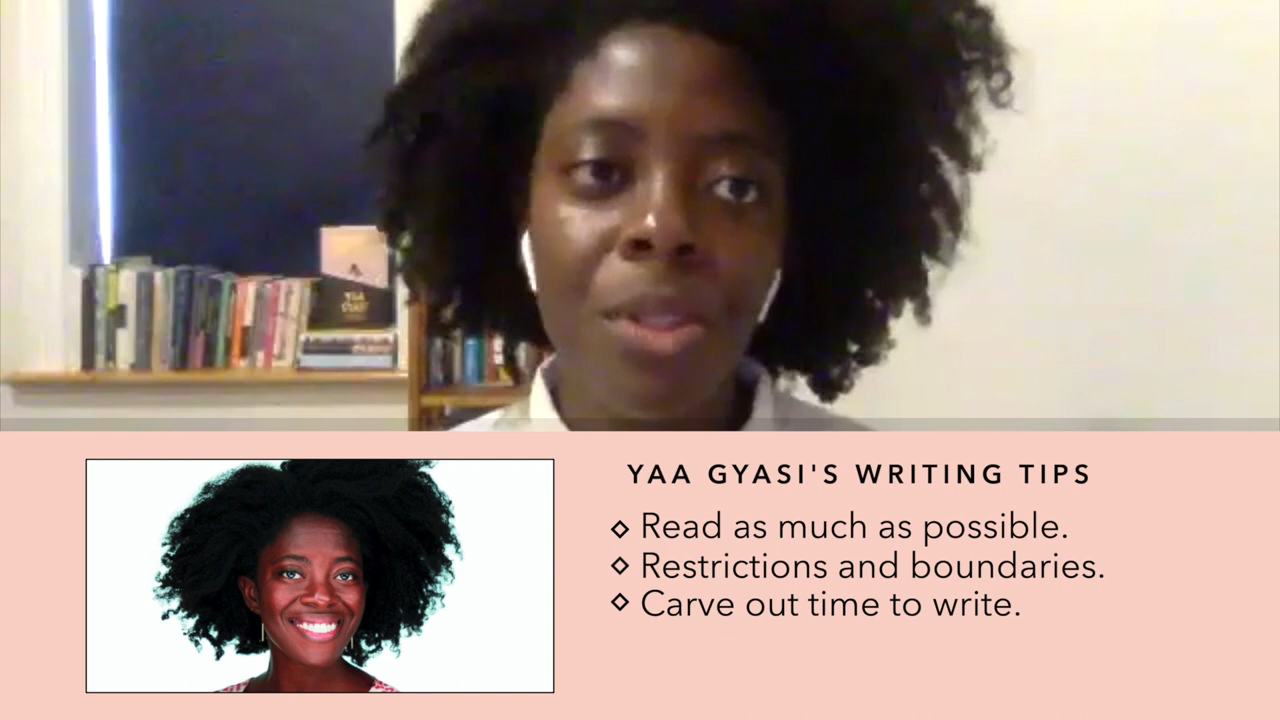 YAA
GYASI
YAA GYASI'S WRITING TIPS
Read as much as possible.
Restrictions and boundaries.
Carve out time to write.